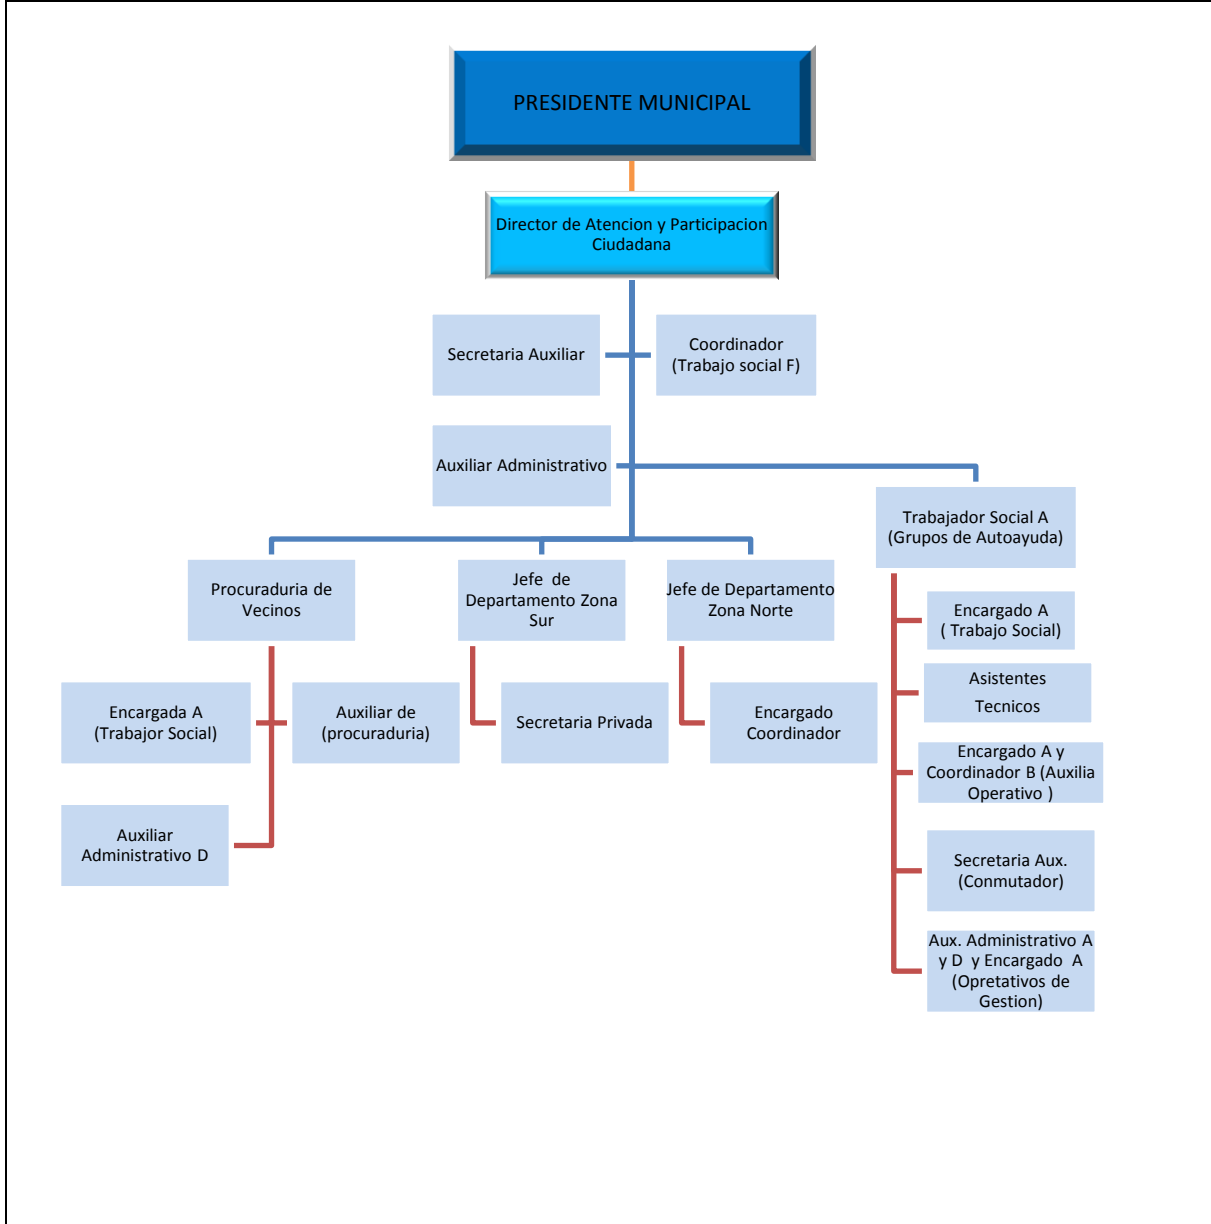 PRESIDENTE MUNICIPAL
Director de Atencion y Participacion
Ciudadana
Secretaria Auxiliar
Coordinador
(Trabajo social F)
Auxiliar Administrativo
Trabajador Social A
(Grupos de Autoayuda)
Procuraduria de
Vecinos
Jefe de
Departamento Zona
Sur
Jefe de Departamento
Zona Norte
Encargado A
( Trabajo Social)
Asistentes
Tecnicos
Encargada A
(Trabajor Social)
Auxiliar de
(procuraduria)
Secretaria Privada
Encargado
Coordinador
Encargado A y
Coordinador B (Auxilia
Operativo )
Auxiliar
Administrativo D
Secretaria Aux.
(Conmutador)
Aux. Administrativo A
y D y Encargado A
(Opretativos de
Gestion)